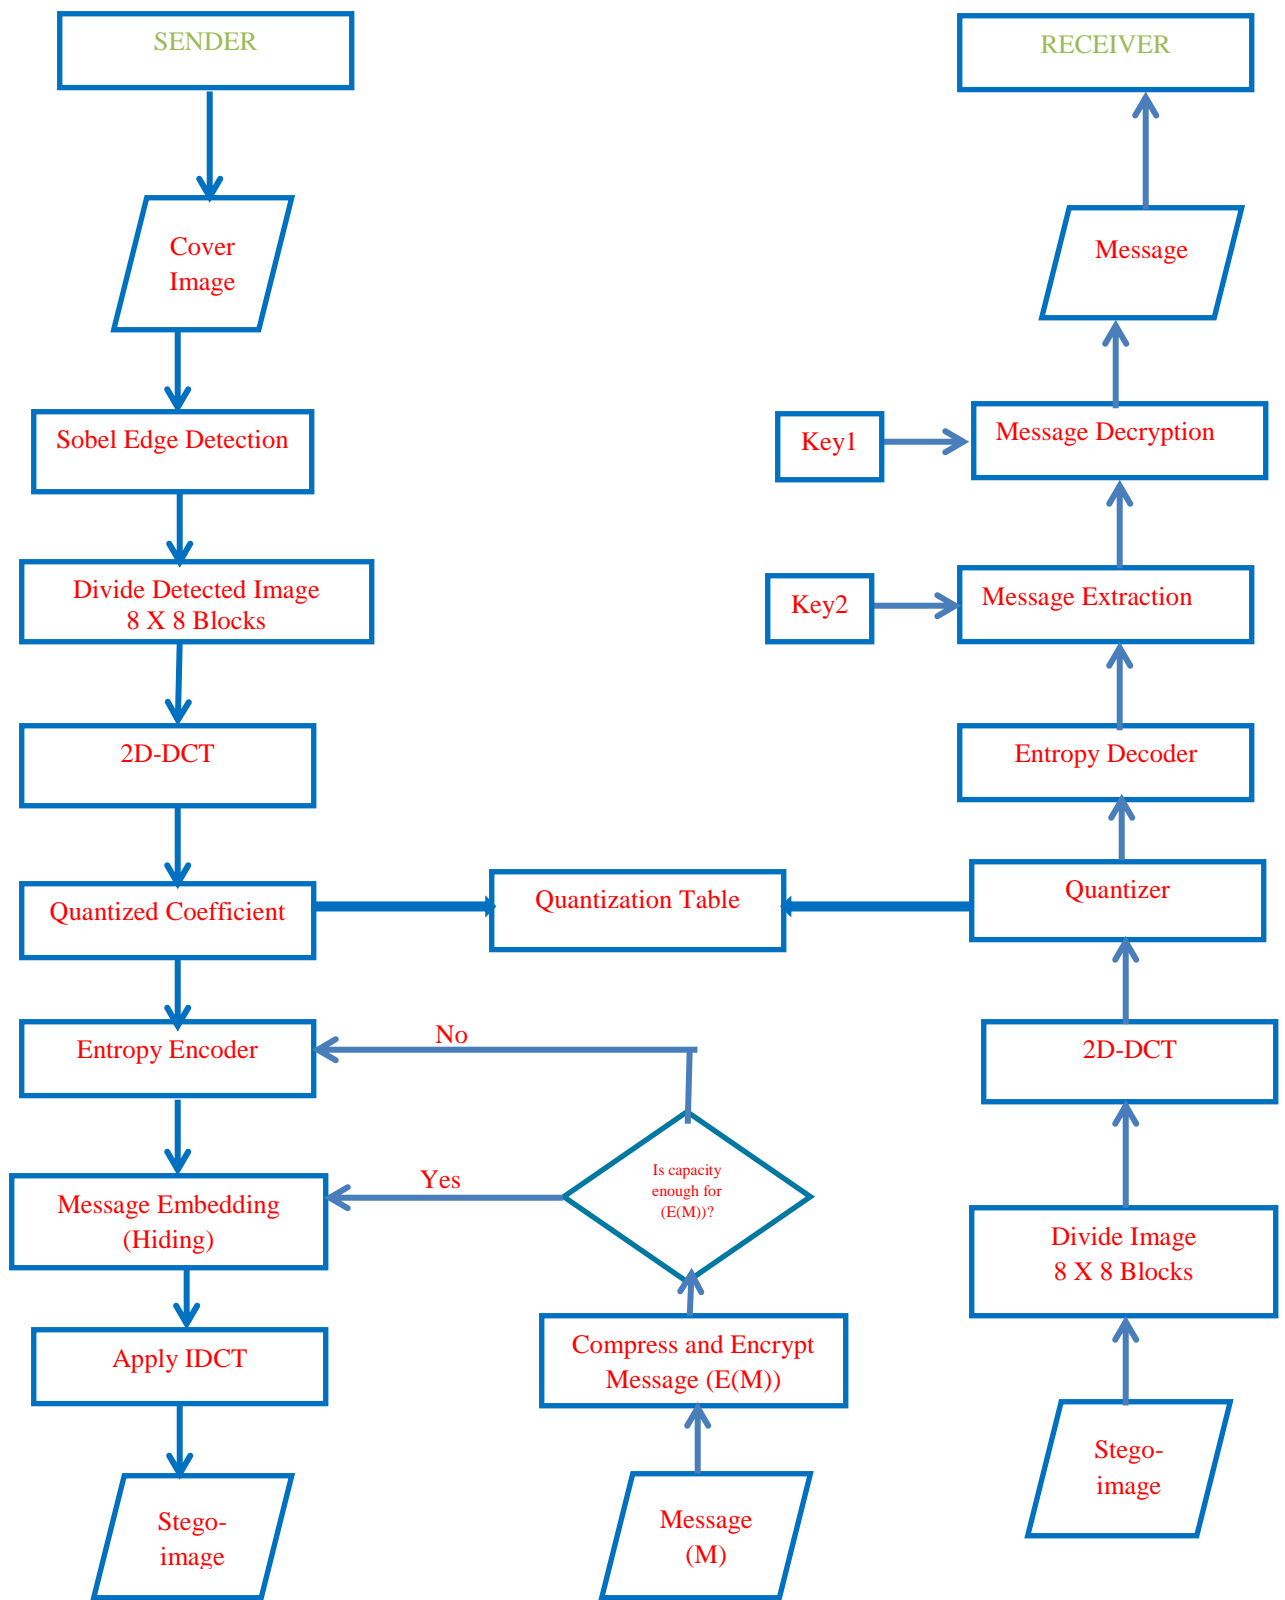 SENDER
Cover
Image
Sobel Edge Detection
Divide Detected Image
8 X 8 Blocks
2D-DCT
Quantized Coefficient
Entropy Encoder
Message Embedding
(Hiding)
Apply IDCT
Stego-
image
Quantization Table
No
Yes
Is capacity
enough for
(E(M))?
Compress and Encrypt
Message (E(M))
Message
(M)
RECEIVER
Message
Key1
Message Decryption
Key2
Message Extraction
Entropy Decoder
Quantizer
2D-DCT
Divide Image
8 X 8 Blocks
Stego-
image